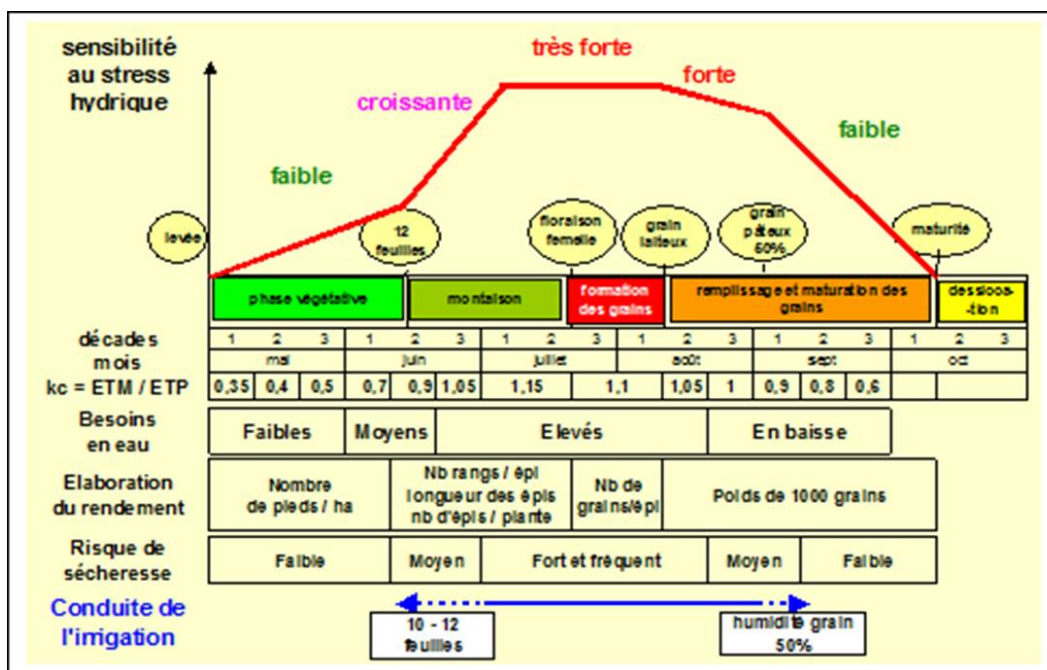 sensibilité
au stress
hydrique
très forte
forte
croissante
faible
faible
levée
12
feuilles
floraison
femelle
grain
laiteux
grain
pâteux
50%
maturité
phase végétative
montaison
formation
des grains
remplissage et maturation des
grains
dessicca-
-tion
décades
1 2 3 1 2 3 1 2 3 1 2 3 1 2 3 1 2 3
mois
mai juin juillet août sept oct
kc = ETM / ETP
0,35 0,4 0,5 0,7 0,9 1,05 1,15 1,1 1,05 1 0,9 0,8 0,6
Besoins
en eau
Faibles Moyens Elevés En baisse
Elaboration
du rendement
Nombre
de pieds / ha
Nb rangs / épi
longueur des épis
nb d'épis / plante
Nb de
grains/épi
Poids de 1000 grains
Risque de
sécheresse
Faible Moyen Fort et fréquent Moyen Faible
Conduite de
l'irrigation
10 - 12
feuilles
humidité grain
50%